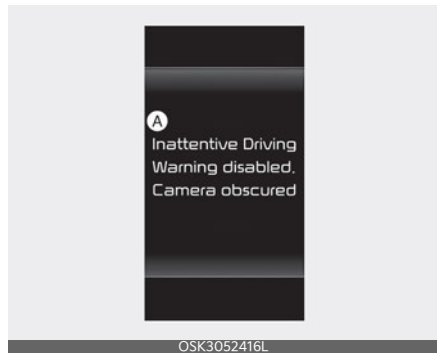 A
Inattentive Driving
Warning disabled.
Camera obscured
OSK3052416L